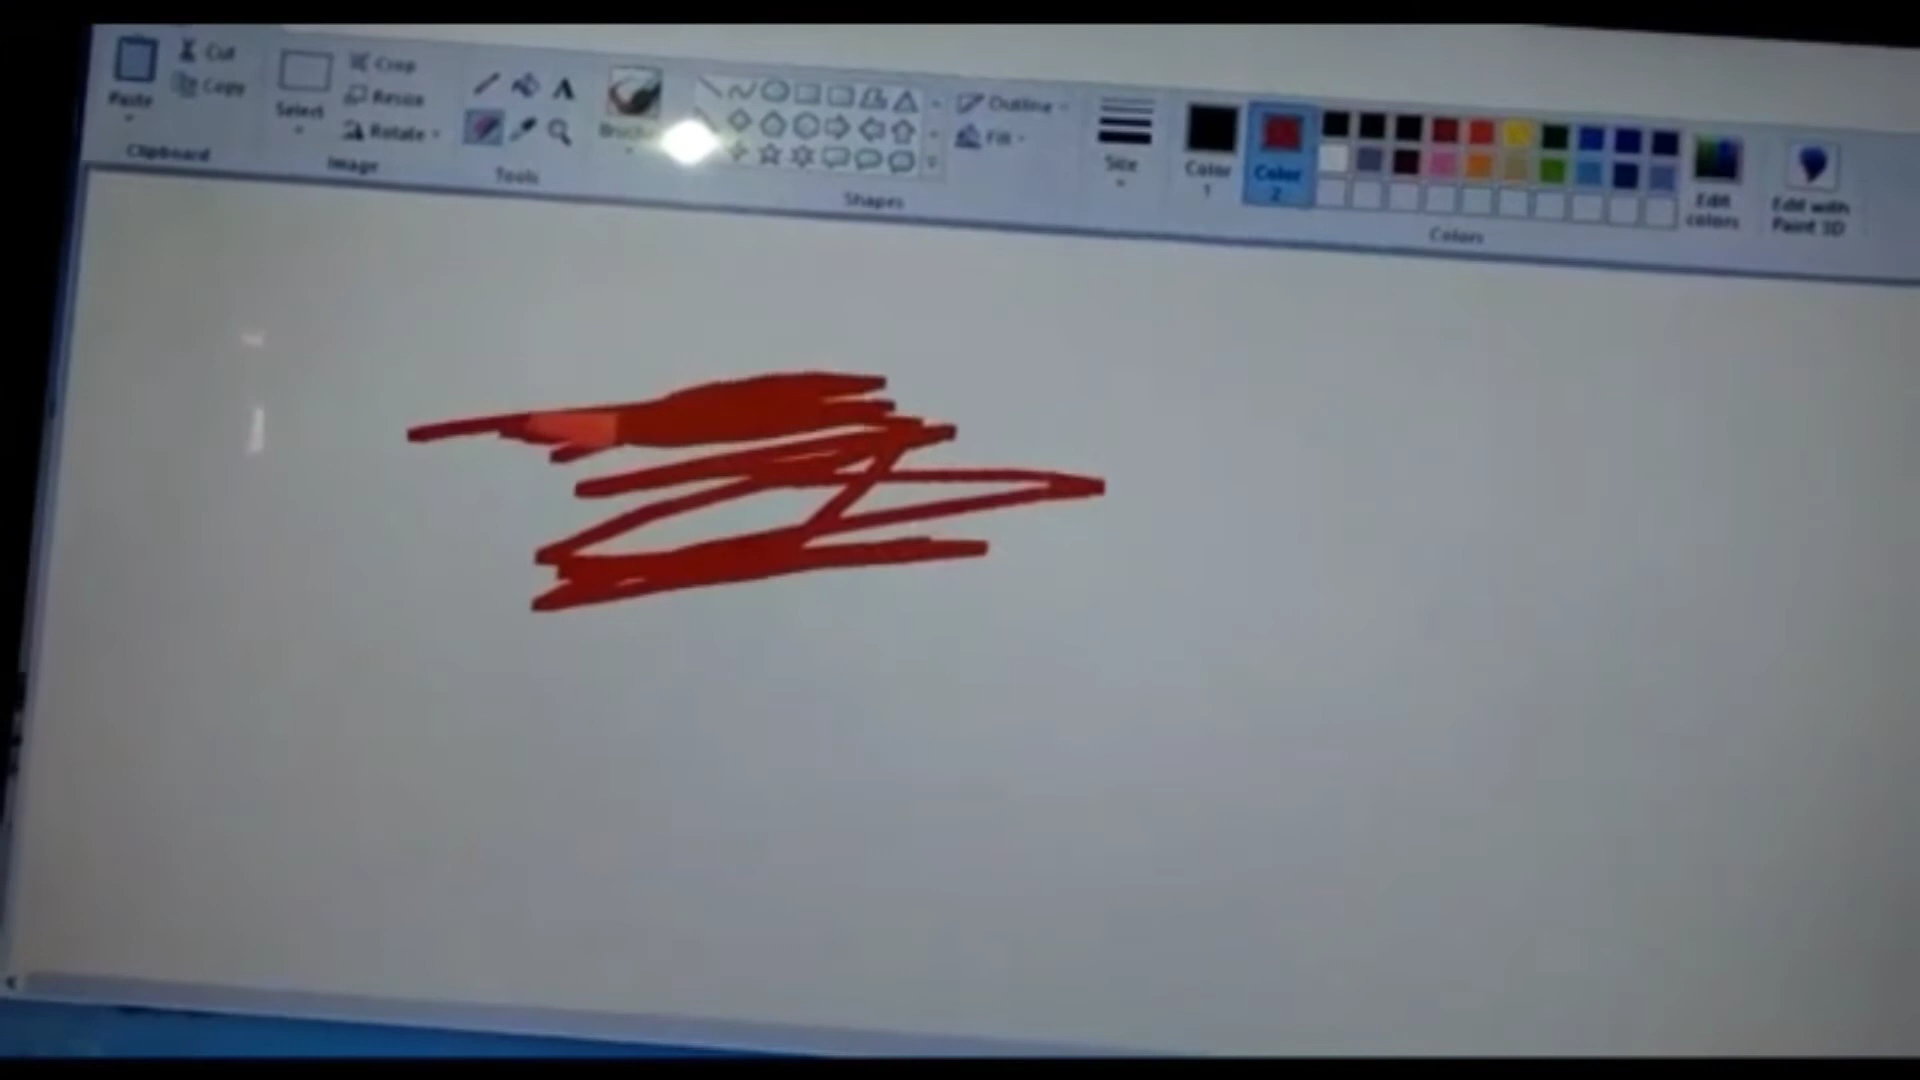 Cut
Copy
Paste
Clipboard
Crop
Resize
Rotate
Select
Image
Tools
Brushes
Shapes
Outline
Fill
Size
Color
1
Color
2
Colors
Edit
colors
Edit with
Paint 3D